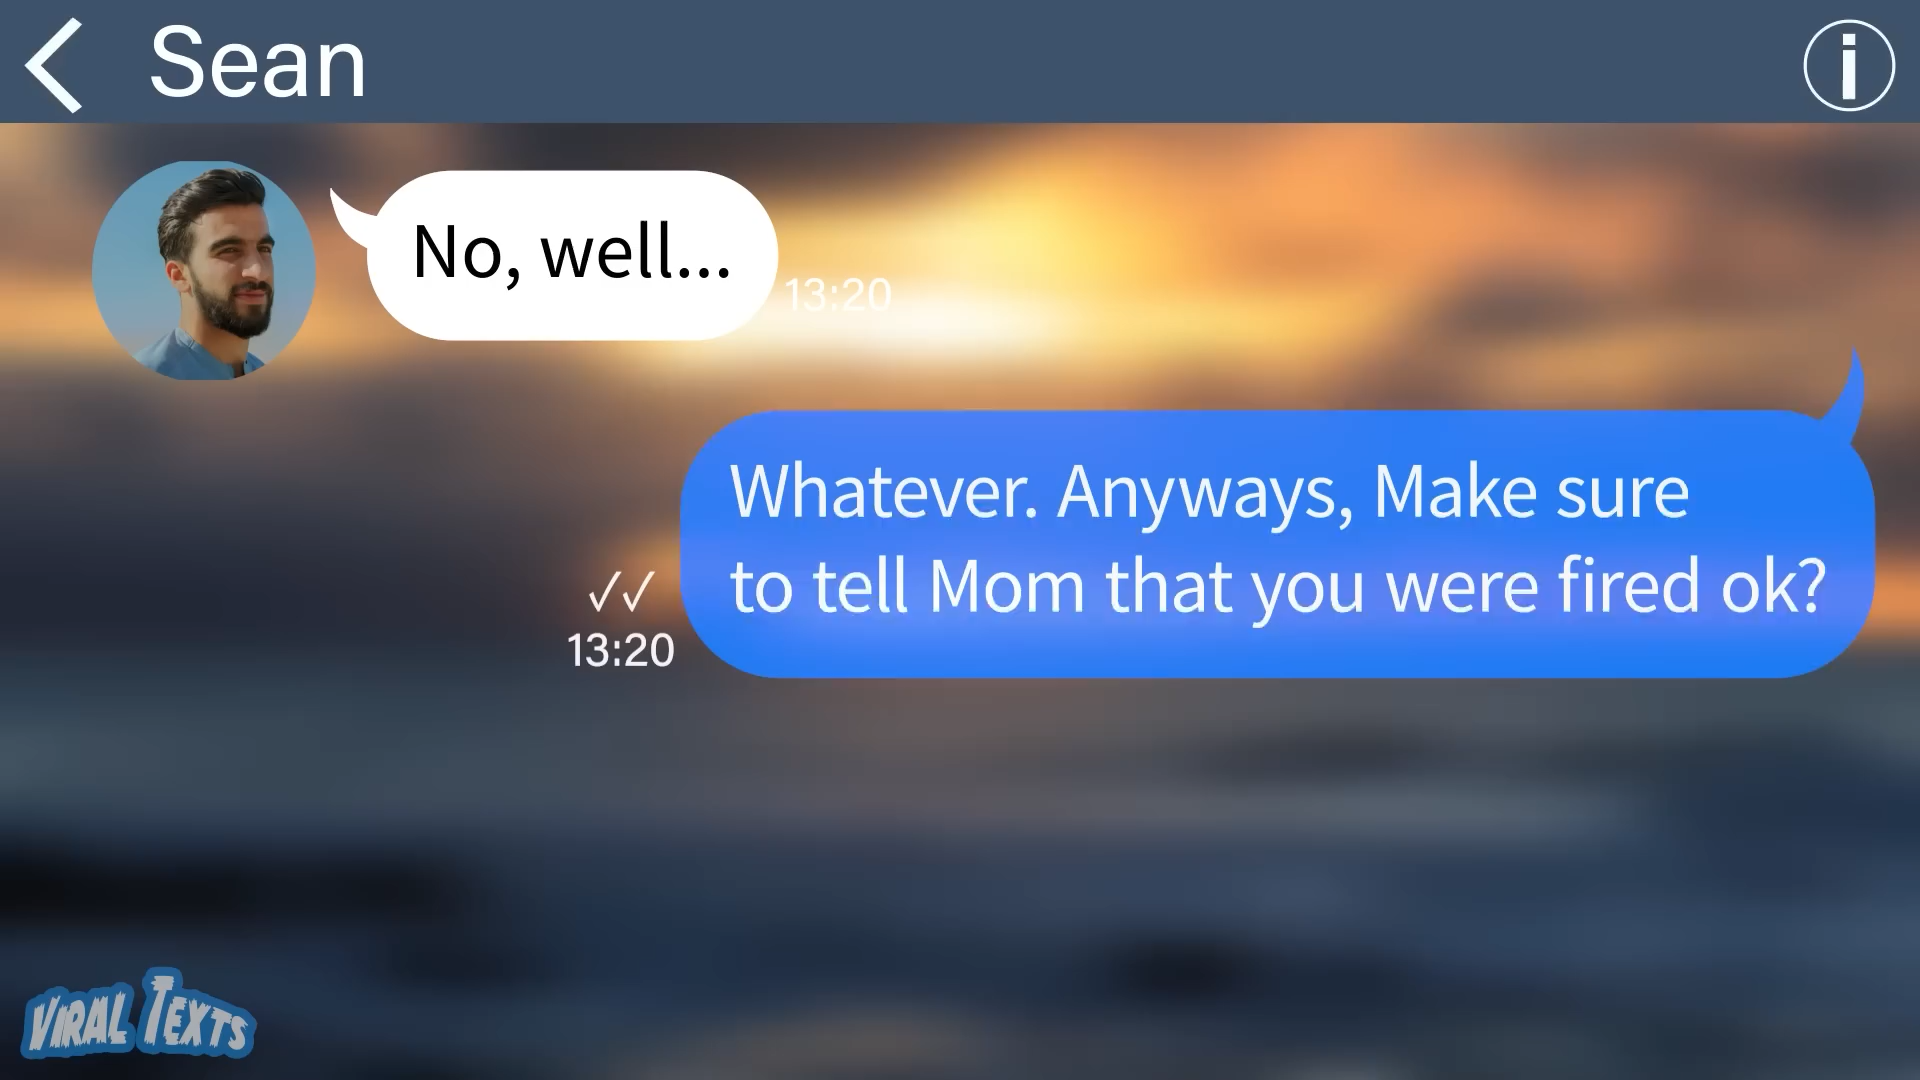 Sean
No, well...
13:20
Whatever. Anyways, Make sure
to tell Mom that you were fired ok?
13:20
VIRAL TEXTS